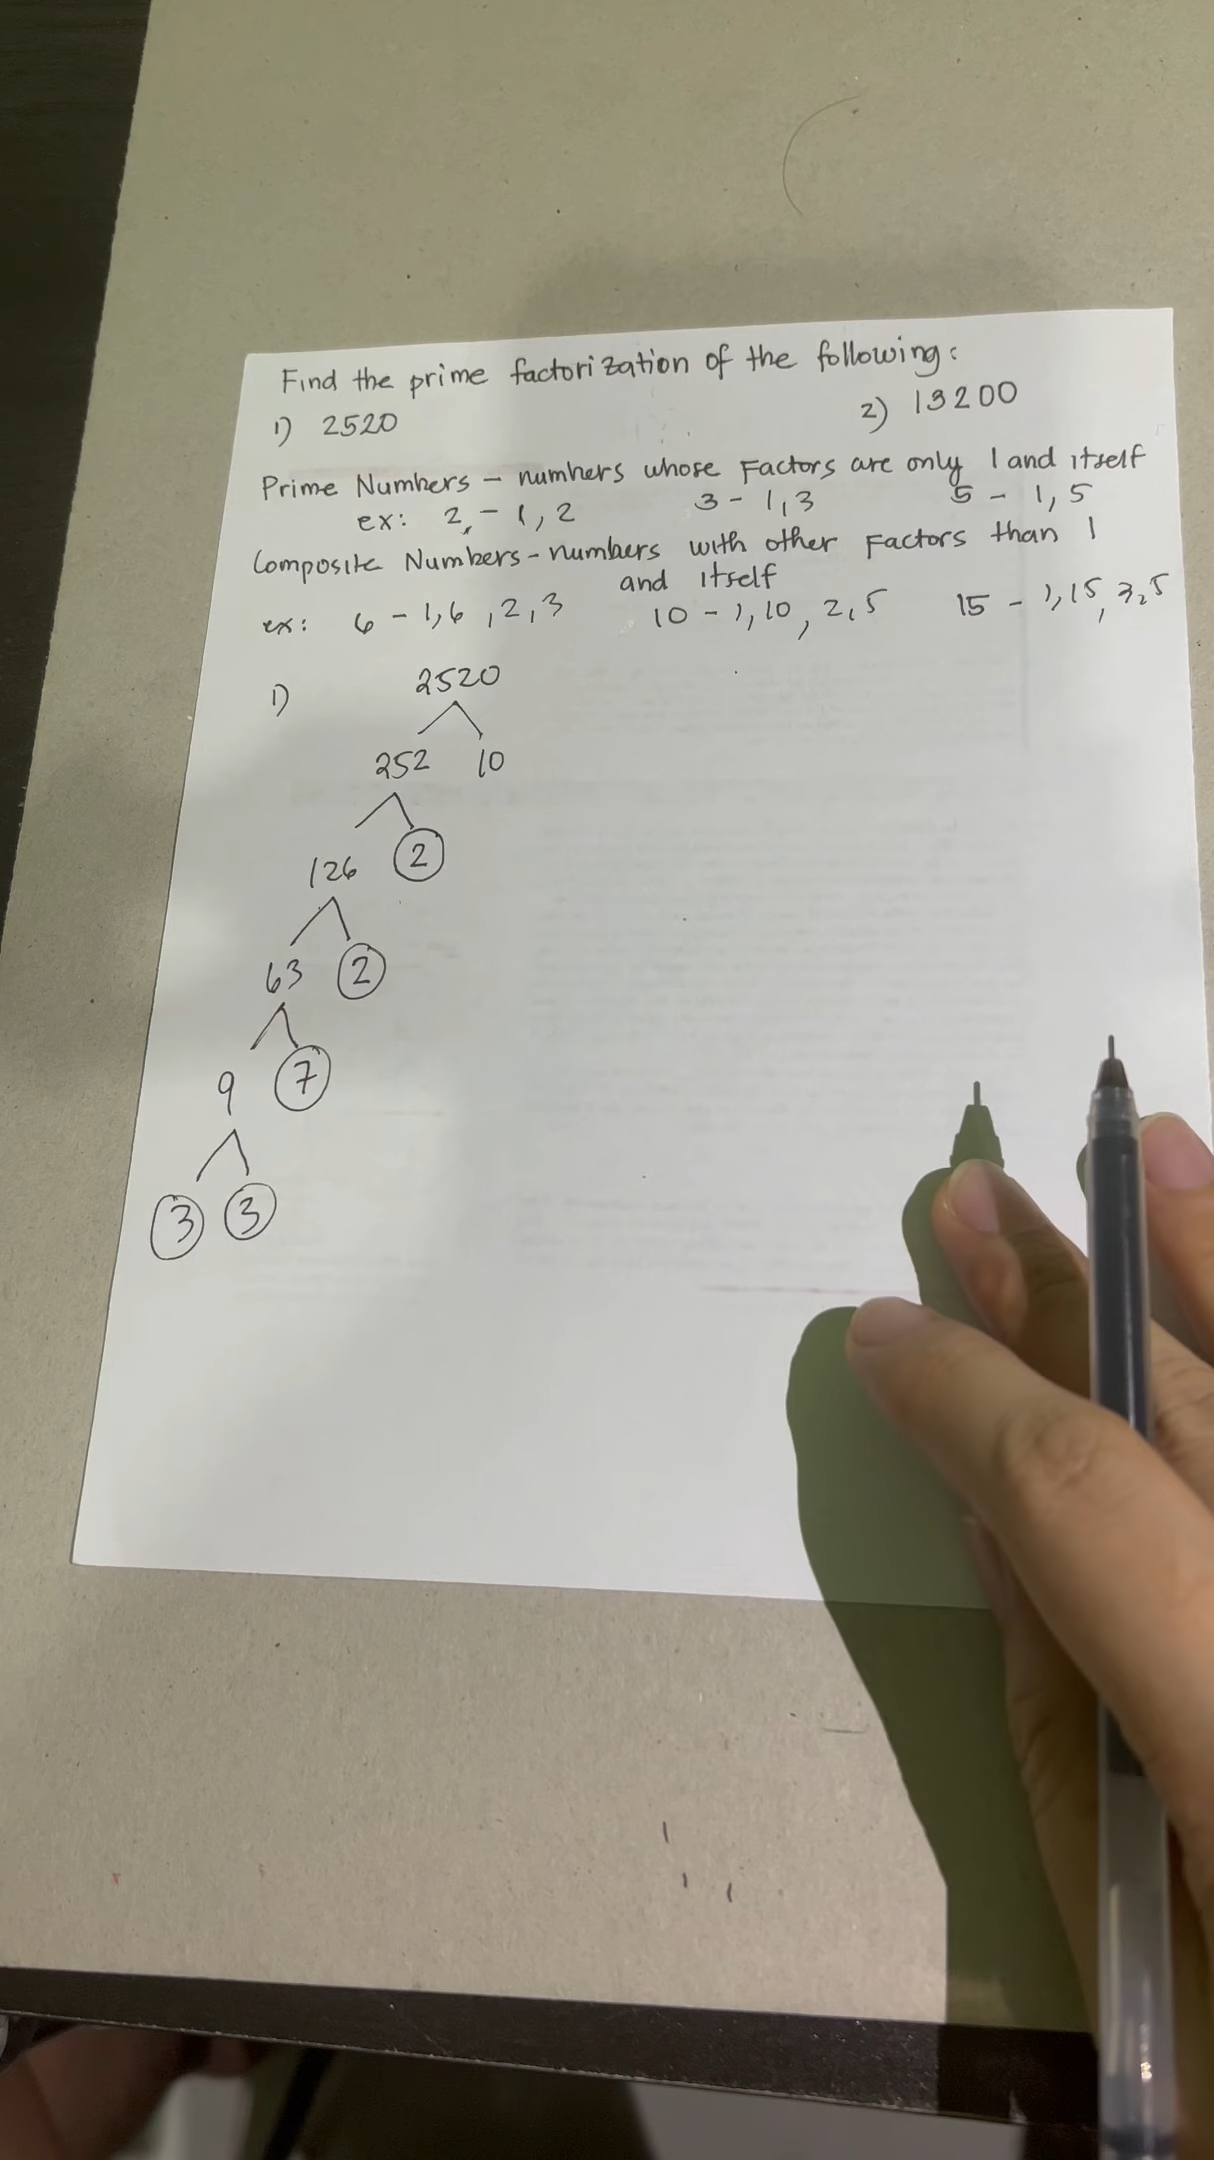 Find the prime factorization of the following:
1) 2520 2) 13200
Prime Numbers - numbers whose Factors are only 1 and itself
ex: 2, - 1, 2 3 - 1, 3 5 - 1, 5
Composite Numbers - numbers with other Factors than 1
and itself
ex: 6 - 1, 6, 2, 3 10 - 1, 10, 2, 5 15 - 1, 15, 3, 5
1) 2520
252 10
126 2
63 2
9 7
3 3